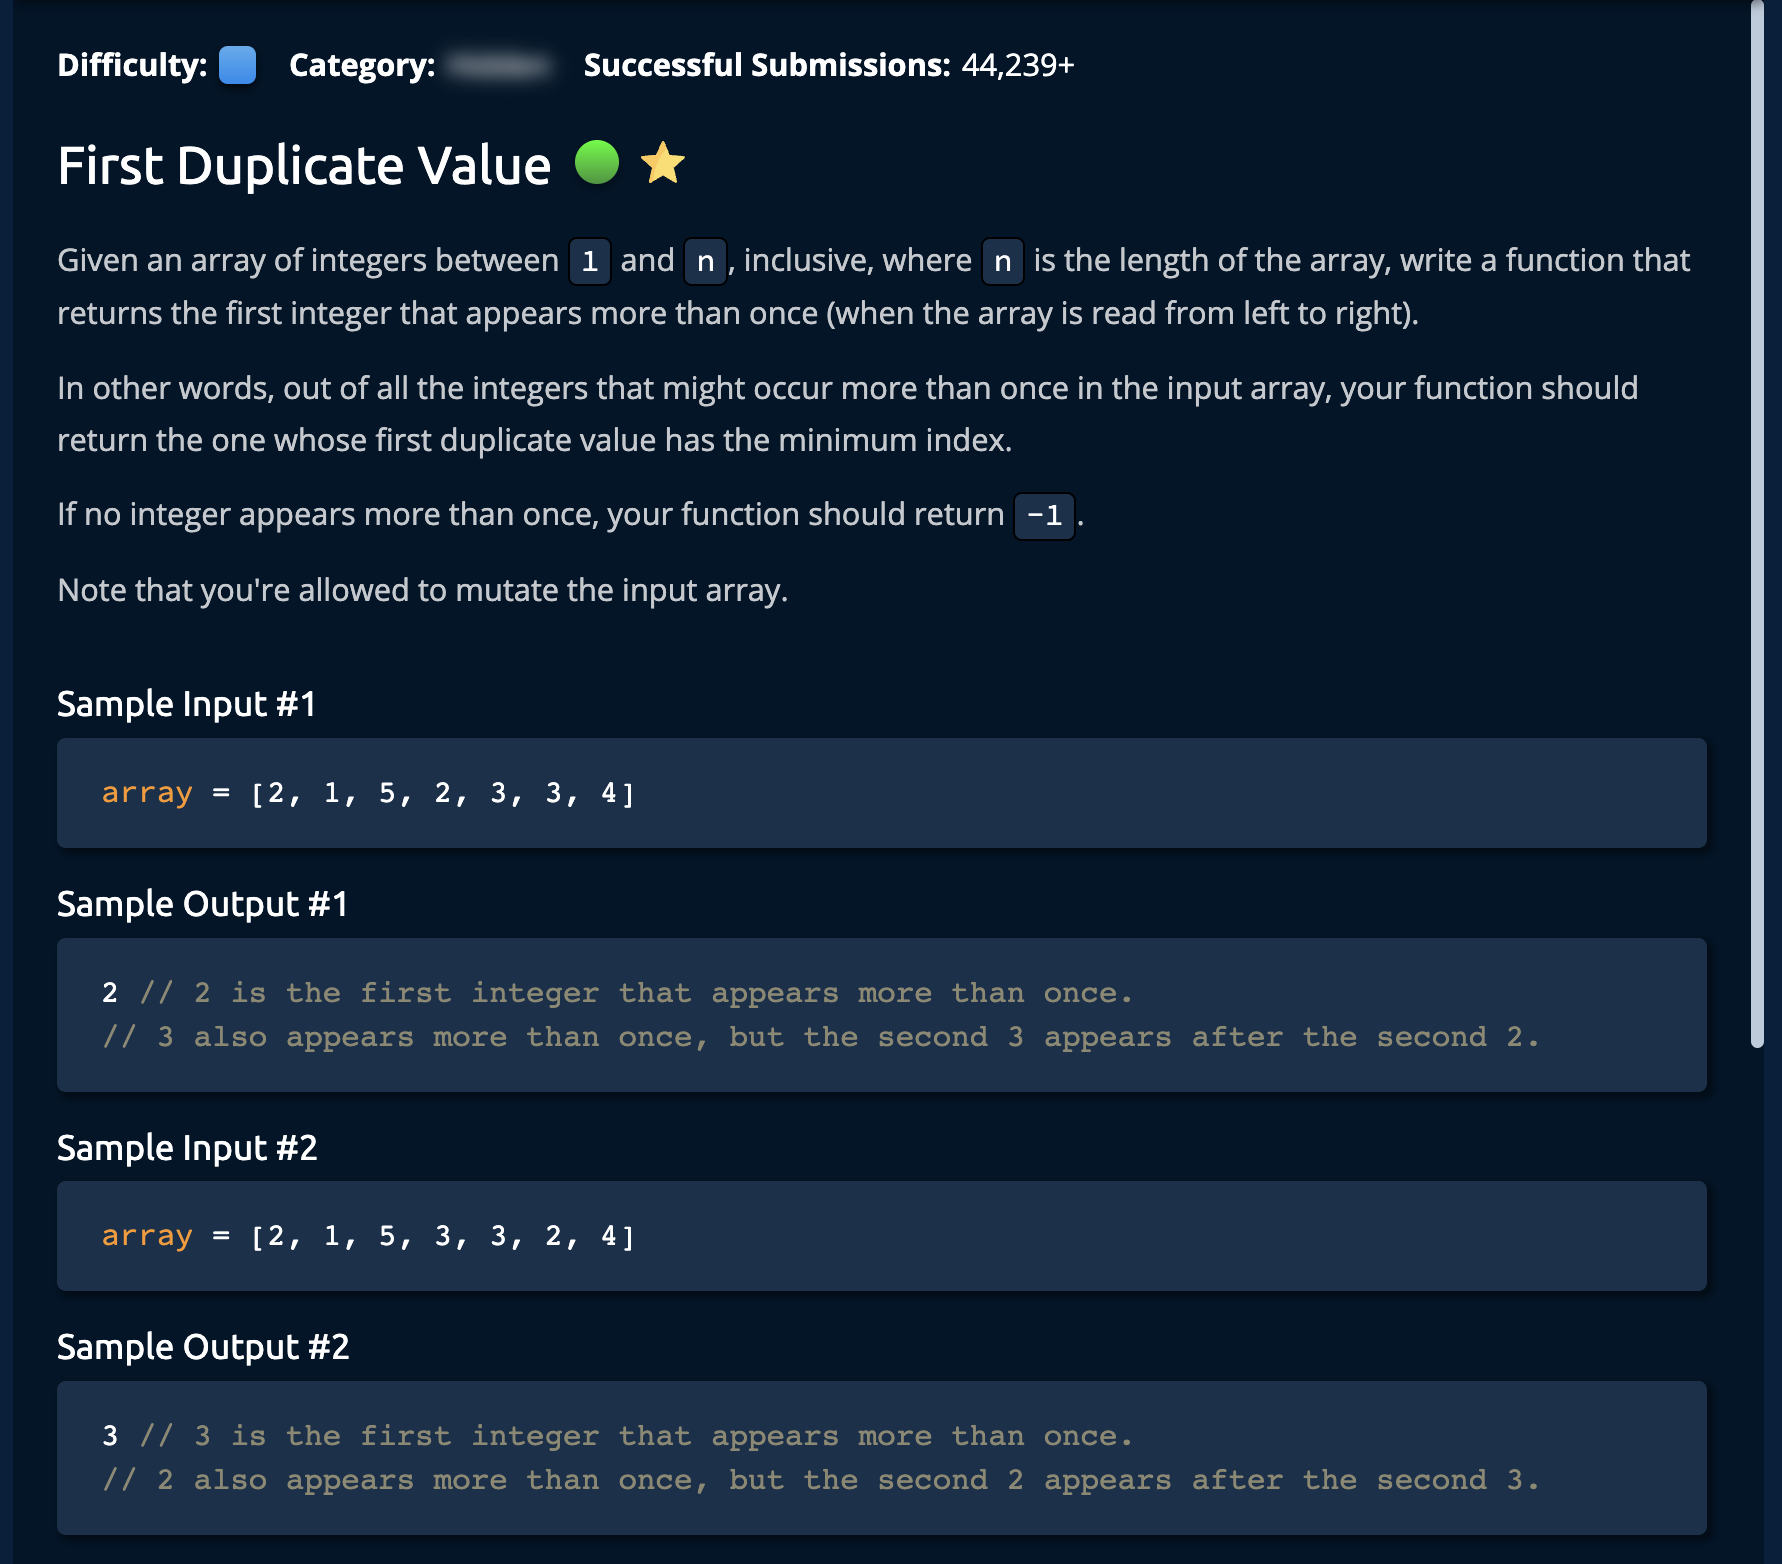 Difficulty: Category: Successful Submissions: 44,239+
First Duplicate Value
Given an array of integers between 1 and n, inclusive, where n is the length of the array, write a function that
returns the first integer that appears more than once (when the array is read from left to right).
In other words, out of all the integers that might occur more than once in the input array, your function should
return the one whose first duplicate value has the minimum index.
If no integer appears more than once, your function should return -1.
Note that you're allowed to mutate the input array.
Sample Input #1
array = [2, 1, 5, 2, 3, 3, 4]
Sample Output #1
2 // 2 is the first integer that appears more than once.
// 3 also appears more than once, but the second 3 appears after the second 2.
Sample Input #2
array = [2, 1, 5, 3, 3, 2, 4]
Sample Output #2
3 // 3 is the first integer that appears more than once.
// 2 also appears more than once, but the second 2 appears after the second 3.